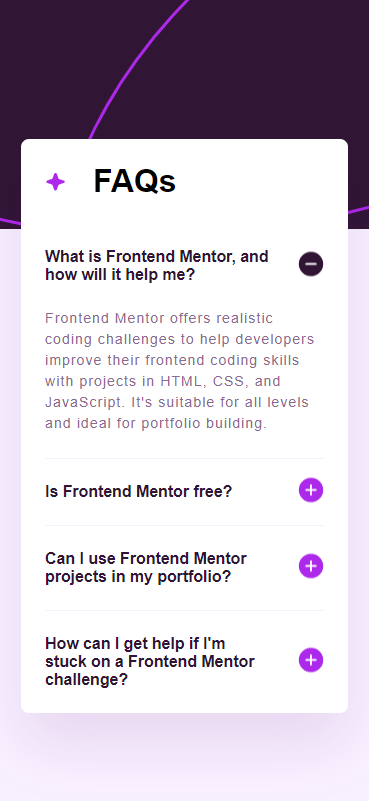 FAQs
What is Frontend Mentor, and
how will it help me?
Frontend Mentor offers realistic
coding challenges to help developers
improve their frontend coding skills
with projects in HTML, CSS, and
JavaScript. It's suitable for all levels
and ideal for portfolio building.
Is Frontend Mentor free?
Can I use Frontend Mentor
projects in my portfolio?
How can I get help if I'm
stuck on a Frontend Mentor
challenge?